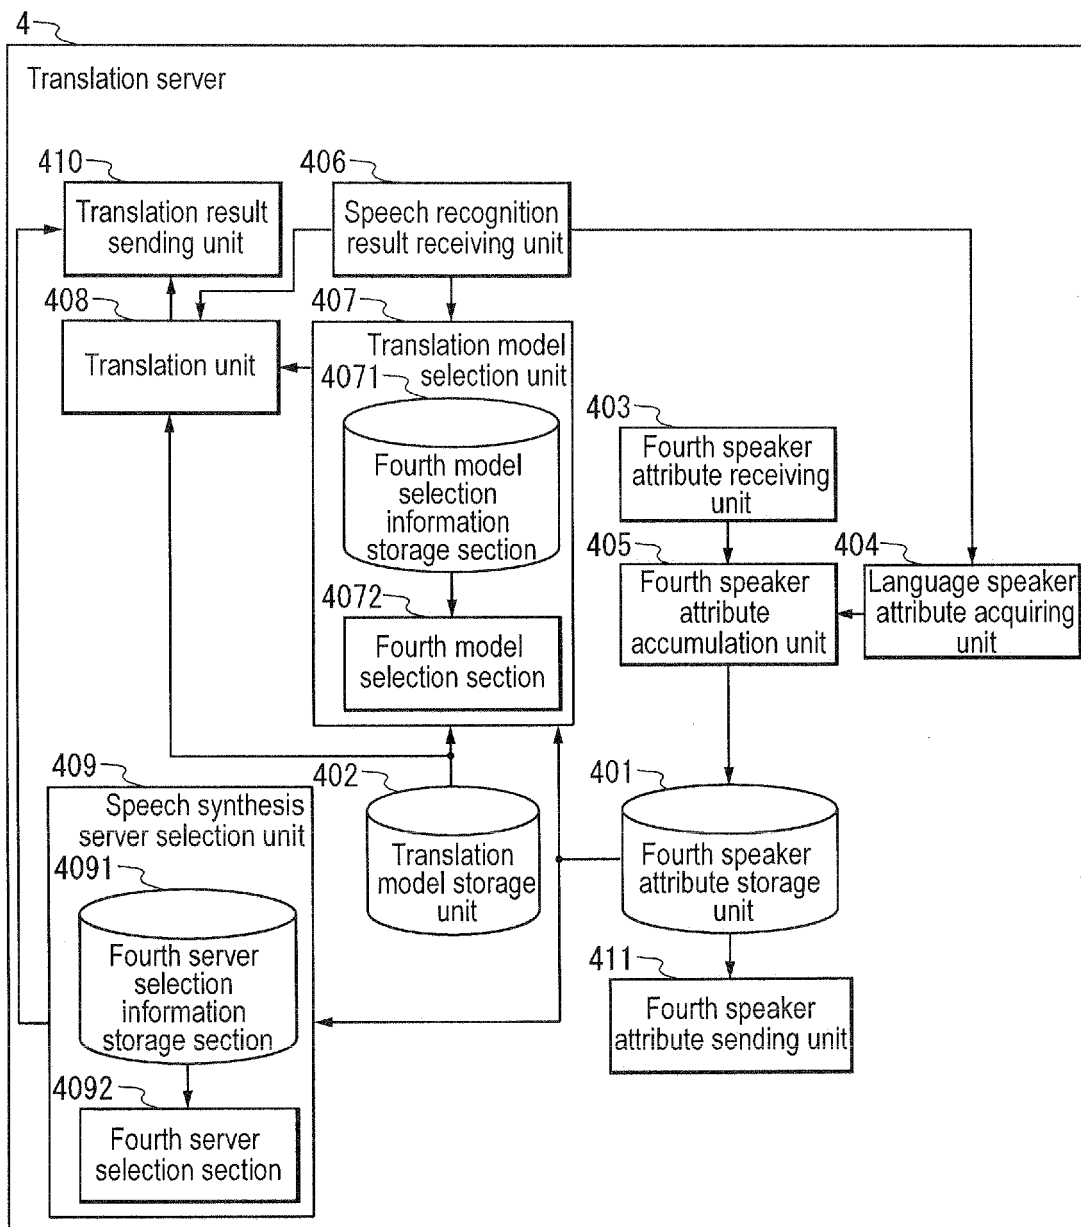 4
Translation server
410
Translation result
sending unit
406
Speech recognition
result receiving unit
408
Translation unit
407
Translation model
selection unit
4071
Fourth model
selection
information
storage section
4072
Fourth model
selection section
403
Fourth speaker
attribute receiving
unit
405
Fourth speaker
attribute
accumulation unit
404
Language speaker
attribute acquiring
unit
409
Speech synthesis
server selection unit
4091
Fourth server
selection
information
storage section
4092
Fourth server
selection section
402
Translation
model storage
unit
401
Fourth speaker
attribute storage
unit
411
Fourth speaker
attribute sending unit